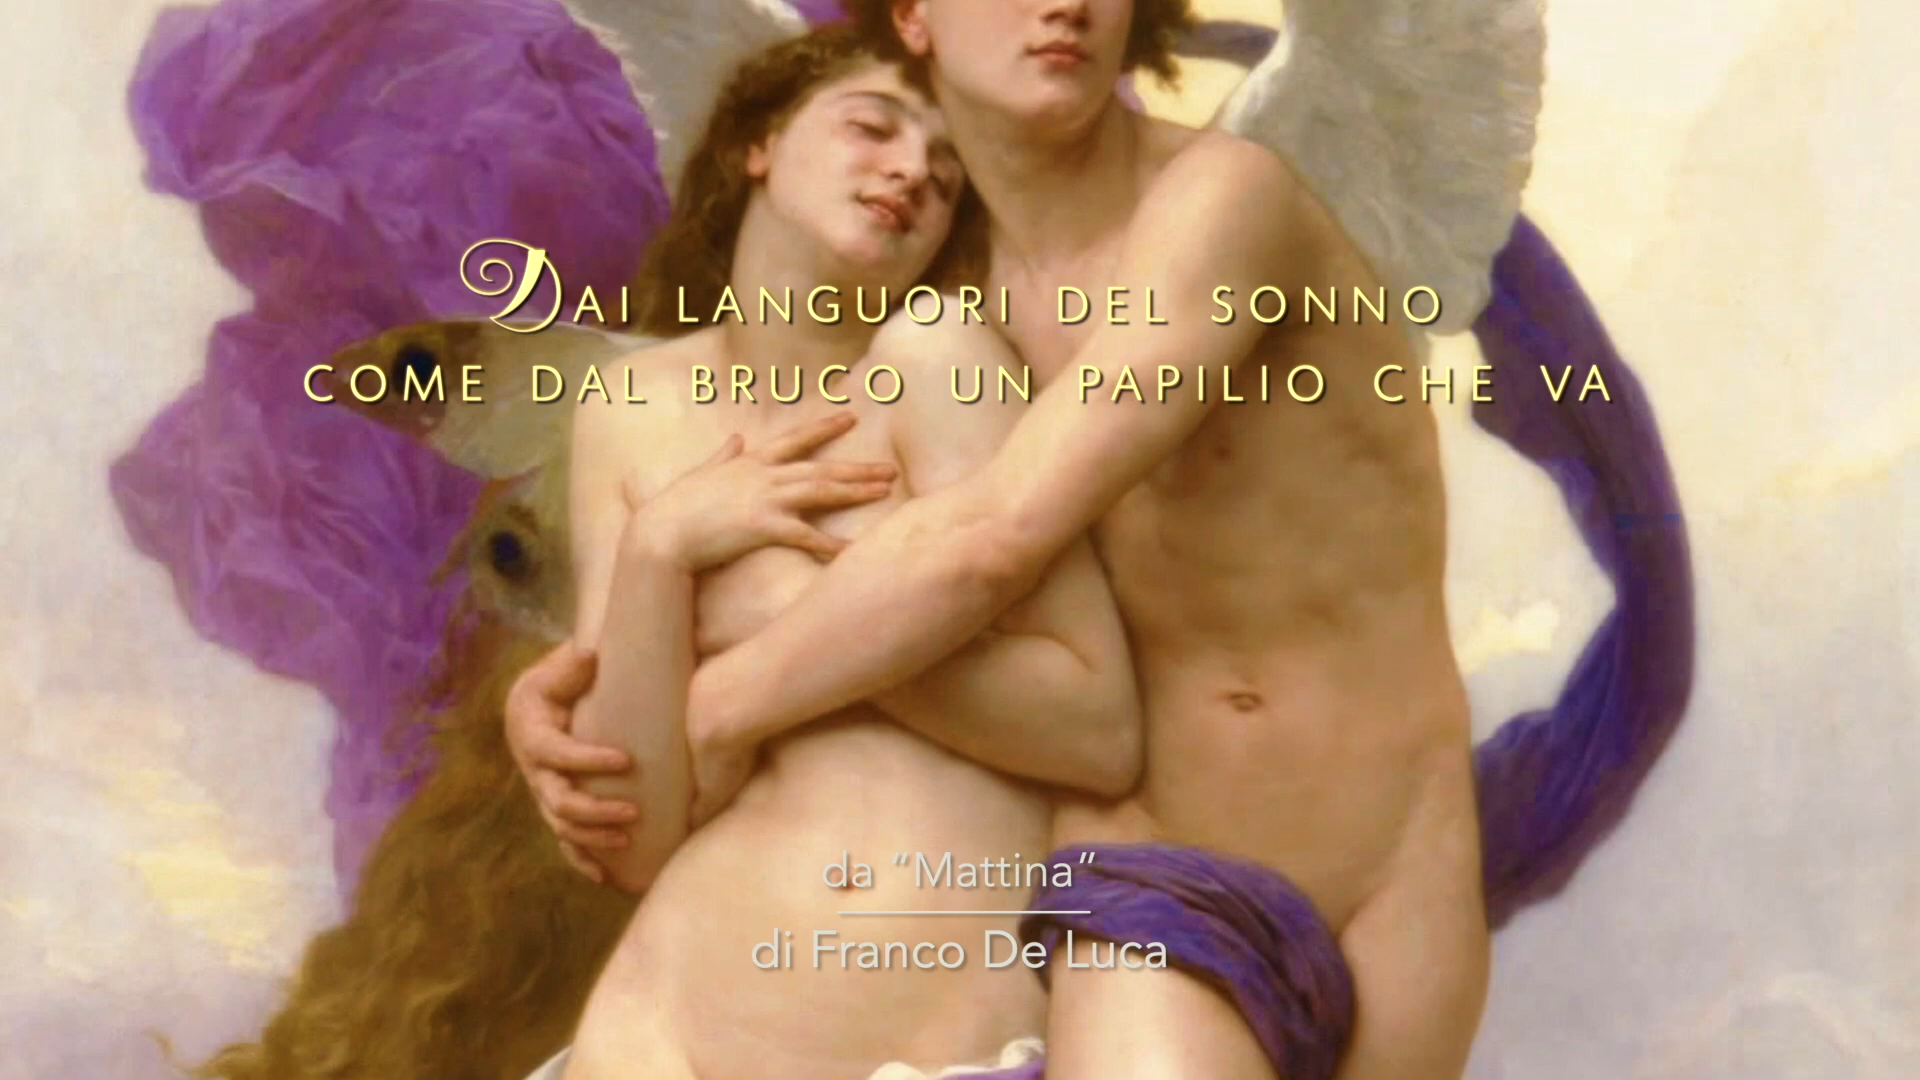 Dai languori del sonno
come dal bruco un papilio che va
da “Mattina”
di Franco De Luca